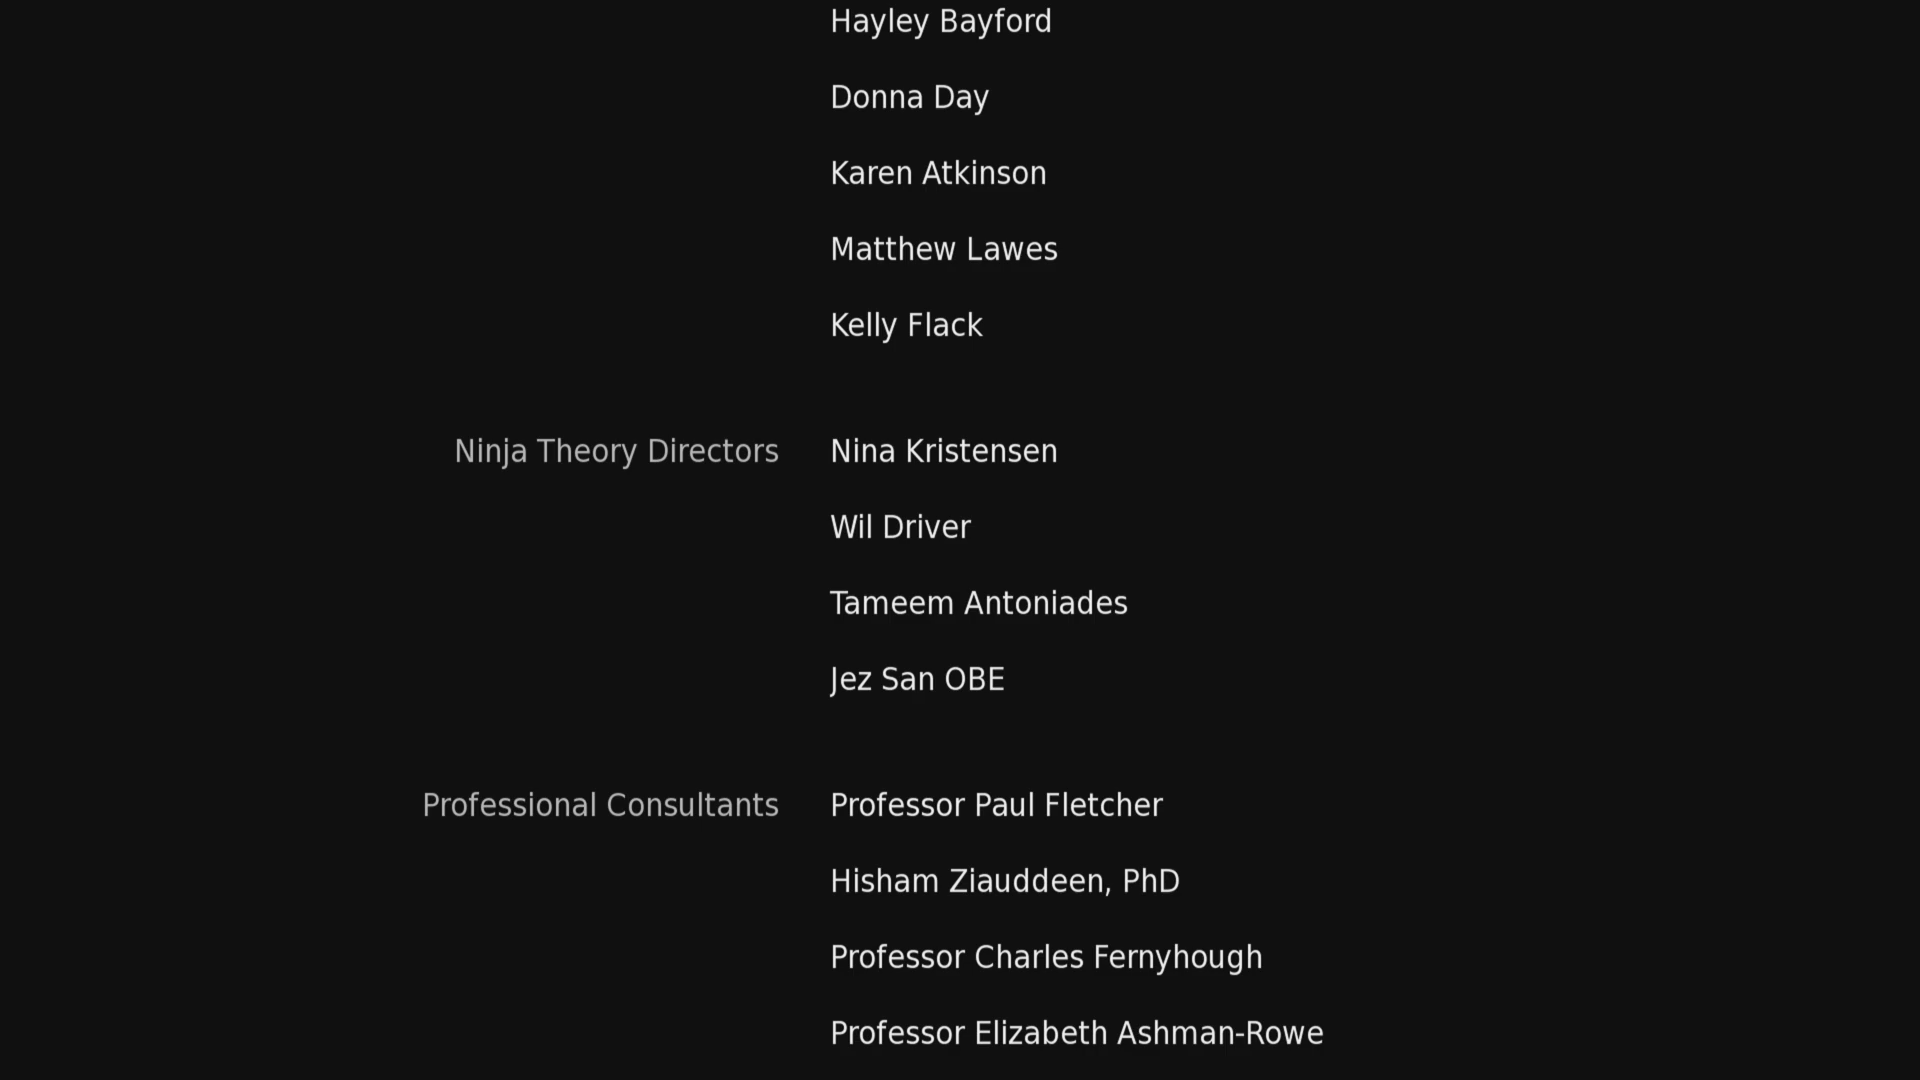 Hayley Bayford
Donna Day
Karen Atkinson
Matthew Lawes
Kelly Flack
Ninja Theory Directors Nina Kristensen
Wil Driver
Tameem Antoniades
Jez San OBE
Professional Consultants Professor Paul Fletcher
Hisham Ziauddeen, PhD
Professor Charles Fernyhough
Professor Elizabeth Ashman-Rowe